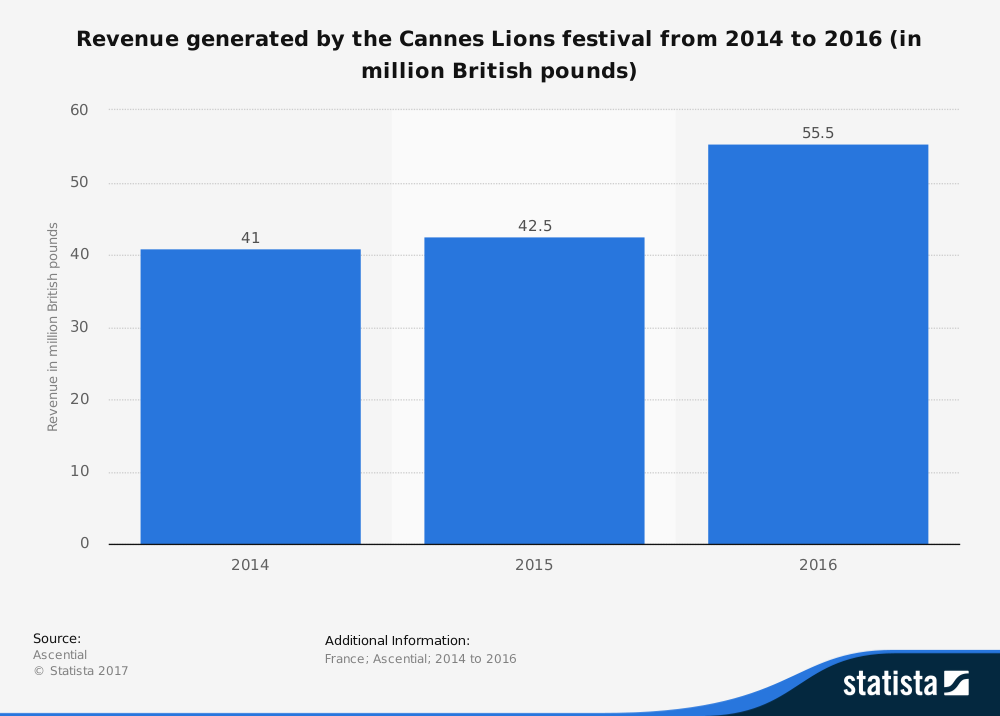 Revenue generated by the Cannes Lions festival from 2014 to 2016 (in
million British pounds)
60
50
40
30
20
10
0
Revenue in million British pounds
41
42.5
55.5
2014
2015
2016
Source:
Ascential
© Statista 2017
Additional Information:
France; Ascential; 2014 to 2016
statista